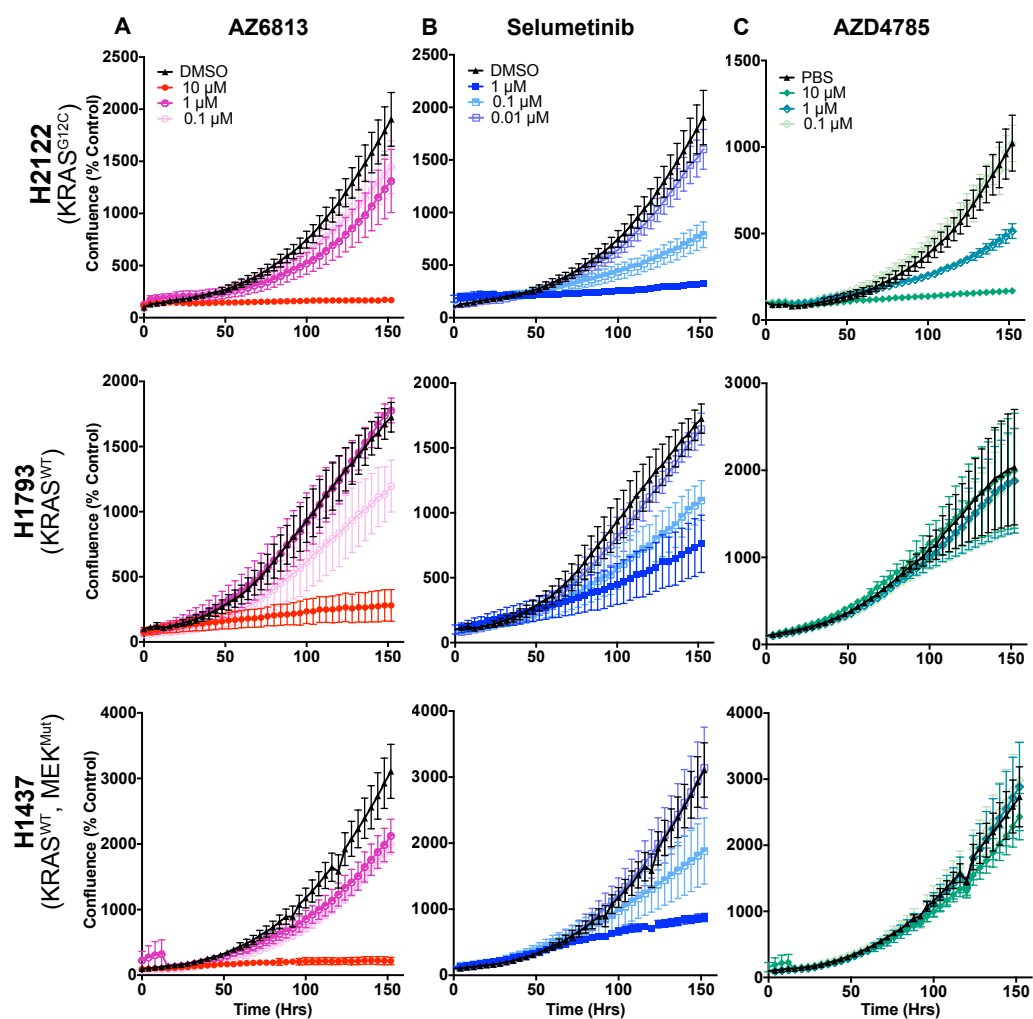 A
AZ6813
B
Selumetinib
C
AZD4785
H2122
(KRASG12C)
Confluence (% Control)
2500
2000
1500
1000
500
0
0
50
100
150
DMSO
10 µM
1 µM
0.1 µM
2500
2000
1500
1000
500
0
0
50
100
150
DMSO
1 µM
0.1 µM
0.01 µM
1500
1000
500
0
0
50
100
150
PBS
10 µM
1 µM
0.1 µM
H1793
(KRASWT)
Confluence (% Control)
2000
1500
1000
500
0
0
50
100
150
2000
1500
1000
500
0
0
50
100
150
3000
2000
1000
0
0
50
100
150
H1437
(KRASWT, MEKMut)
Confluence (% Control)
4000
3000
2000
1000
0
0
50
100
150
Time (Hrs)
4000
3000
2000
1000
0
0
50
100
150
Time (Hrs)
4000
3000
2000
1000
0
0
50
100
150
Time (Hrs)